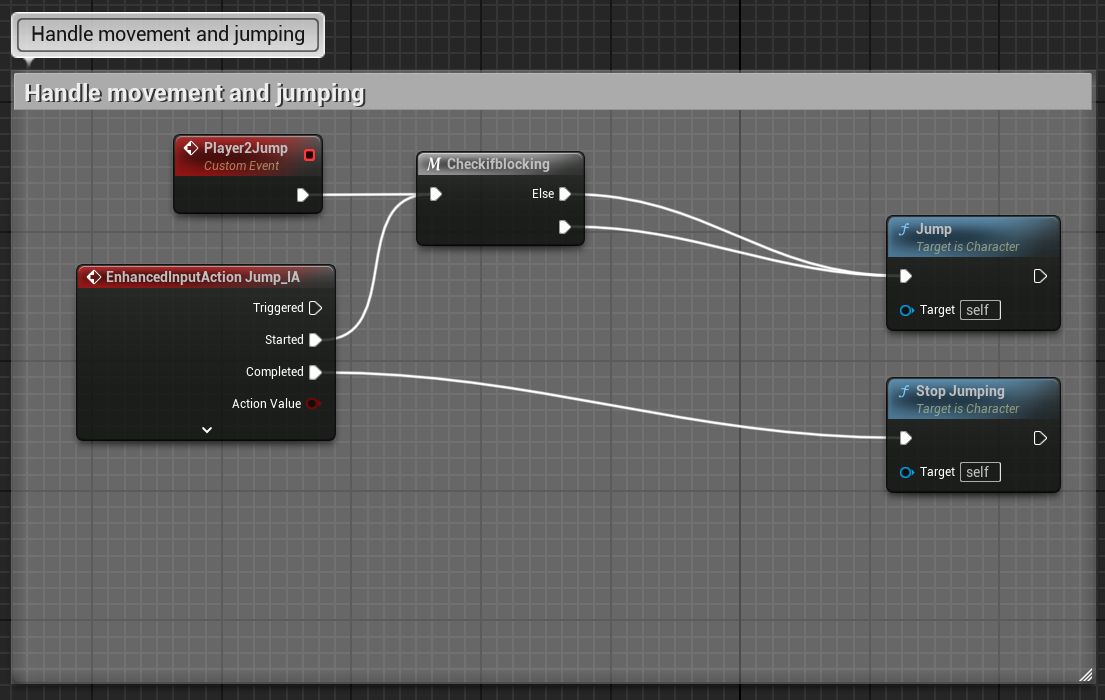 Handle movement and jumping
Handle movement and jumping
Player2Jump
Custom Event
Checkifblocking
Else
EnhancedInputAction Jump_IA
Triggered
Started
Completed
Action Value
Jump
Target is Character
Target self
Stop Jumping
Target is Character
Target self